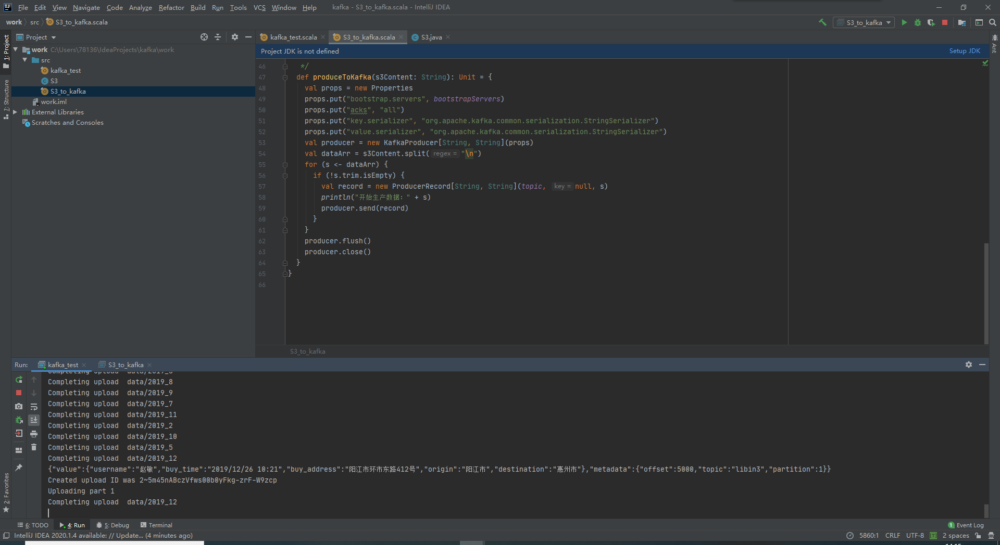 File Edit View Navigate Code Analyze Refactor Build Run Tools VCS Window Help kafka - S3_to_kafka.scala - IntelliJ IDEA
work src S3_to_kafka.scala
S3_to_kafka
Project
kafka_test.scala S3_to_kafka.scala S3.java
1: Project
7: Structure
2: Favorites
Ant
work C:\Users\78136\IdeaProjects\kafka\work
src
kafka_test
S3
S3_to_kafka
work.iml
External Libraries
Scratches and Consoles
Project JDK is not defined Setup JDK
46 */
47 def produceToKafka(s3Content: String): Unit = {
48 val props = new Properties
49 props.put("bootstrap.servers", bootstrapServers)
50 props.put("acks", "all")
51 props.put("key.serializer", "org.apache.kafka.common.serialization.StringSerializer")
52 props.put("value.serializer", "org.apache.kafka.common.serialization.StringSerializer")
53 val producer = new KafkaProducer[String, String](props)
54 val dataArr = s3Content.split( regex = "\n")
55 for (s <- dataArr) {
56 if (!s.trim.isEmpty) {
57 val record = new ProducerRecord[String, String](topic, key = null, s)
58 println("开始生产数据：" + s)
59 producer.send(record)
60 }
61 }
62 producer.flush()
63 producer.close()
64 }
65 }
66
S3_to_kafka
Run: kafka_test S3_to_kafka
Completing upload data/2019_8
Completing upload data/2019_9
Completing upload data/2019_7
Completing upload data/2019_11
Completing upload data/2019_2
Completing upload data/2019_10
Completing upload data/2019_5
Completing upload data/2019_12
{"value":{"username":"赵敏","buy_time":"2019/12/26 10:21","buy_address":"阳江市环市东路412号","origin":"阳江市","destination":"惠州市"},"metadata":{"offset":5000,"topic":"libin3","partition":1}}
Created upload ID was 2~5m45nABczVfws00b0yFkg-zrF-W9zcp
Uploading part 1
Completing upload data/2019_12
6: TODO 4: Run 5: Debug Terminal 1 Event Log
IntelliJ IDEA 2020.1.4 available: // Update... (4 minutes ago) 5860:1 CRLF UTF-8 2 spaces